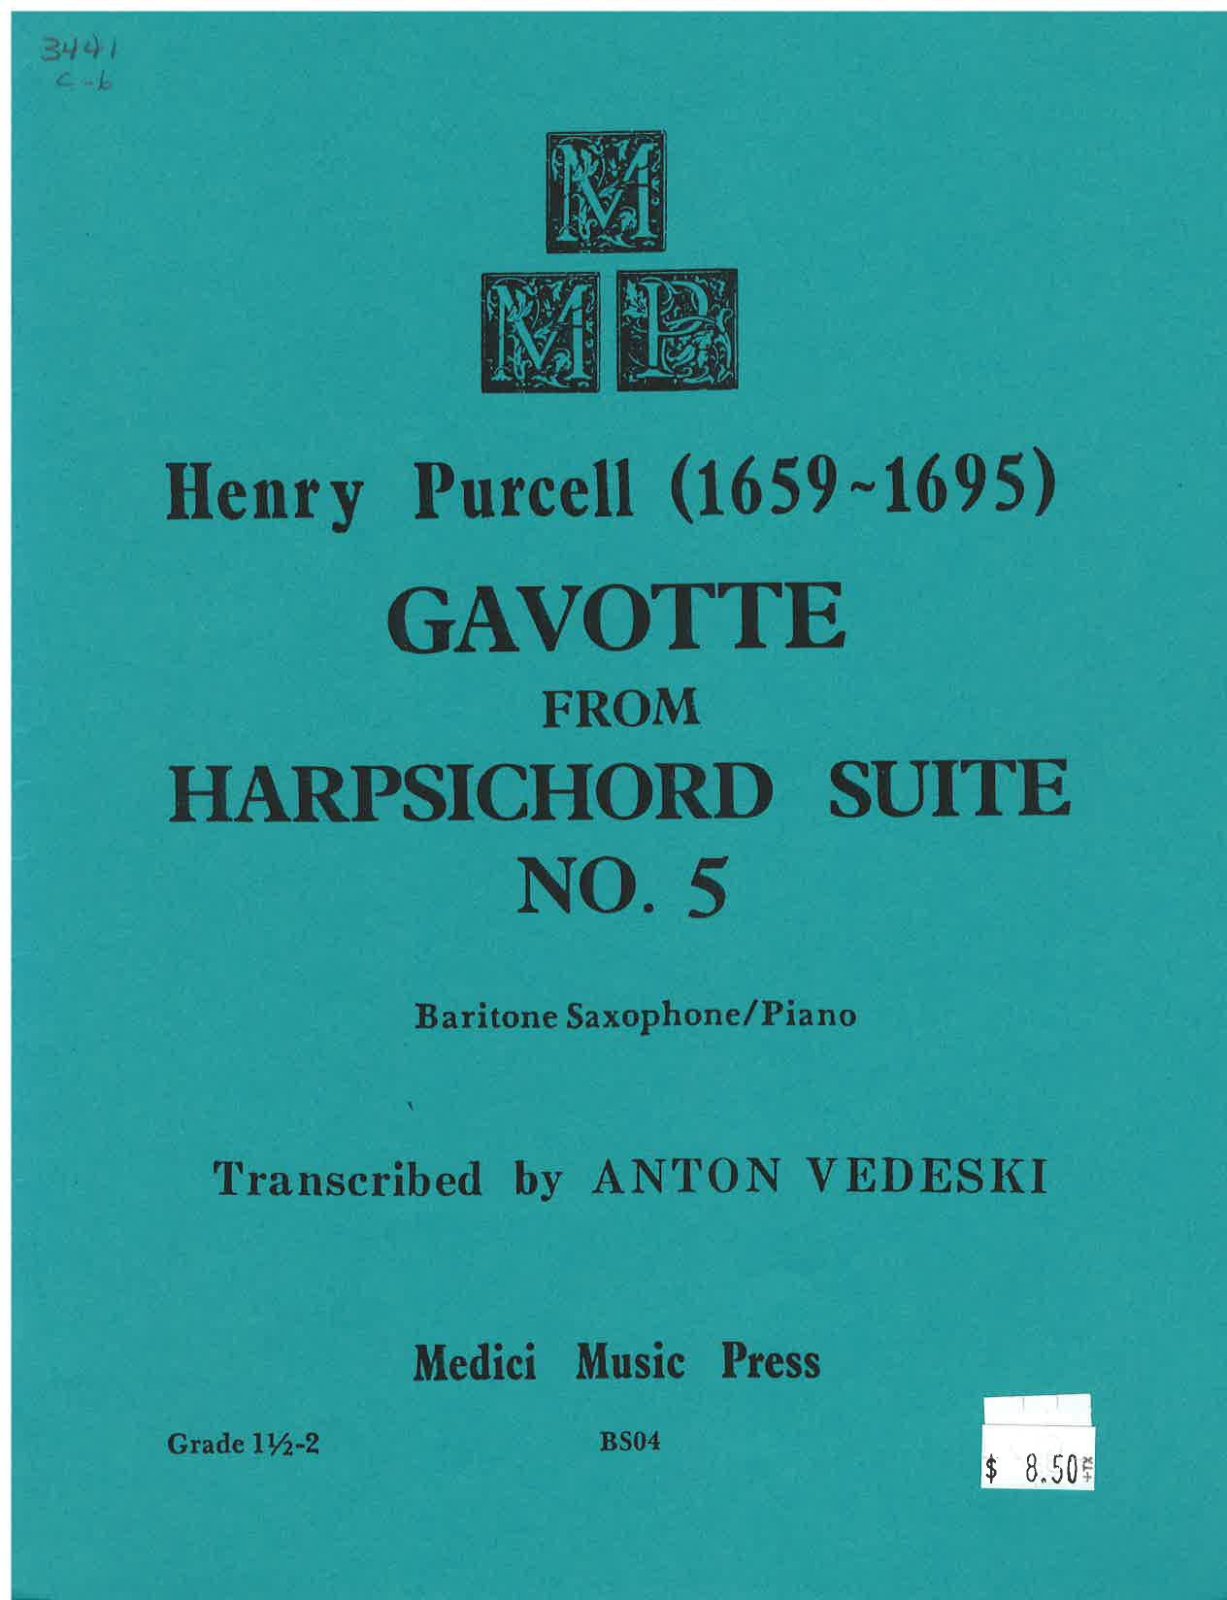 3441
c-b
M
M P
Henry Purcell (1659~1695)
GAVOTTE
FROM
HARPSICHORD SUITE
NO. 5
Baritone Saxophone/Piano
Transcribed by ANTON VEDESKI
Medici Music Press
Grade 1½-2 BS04
$ 8.50 +TX